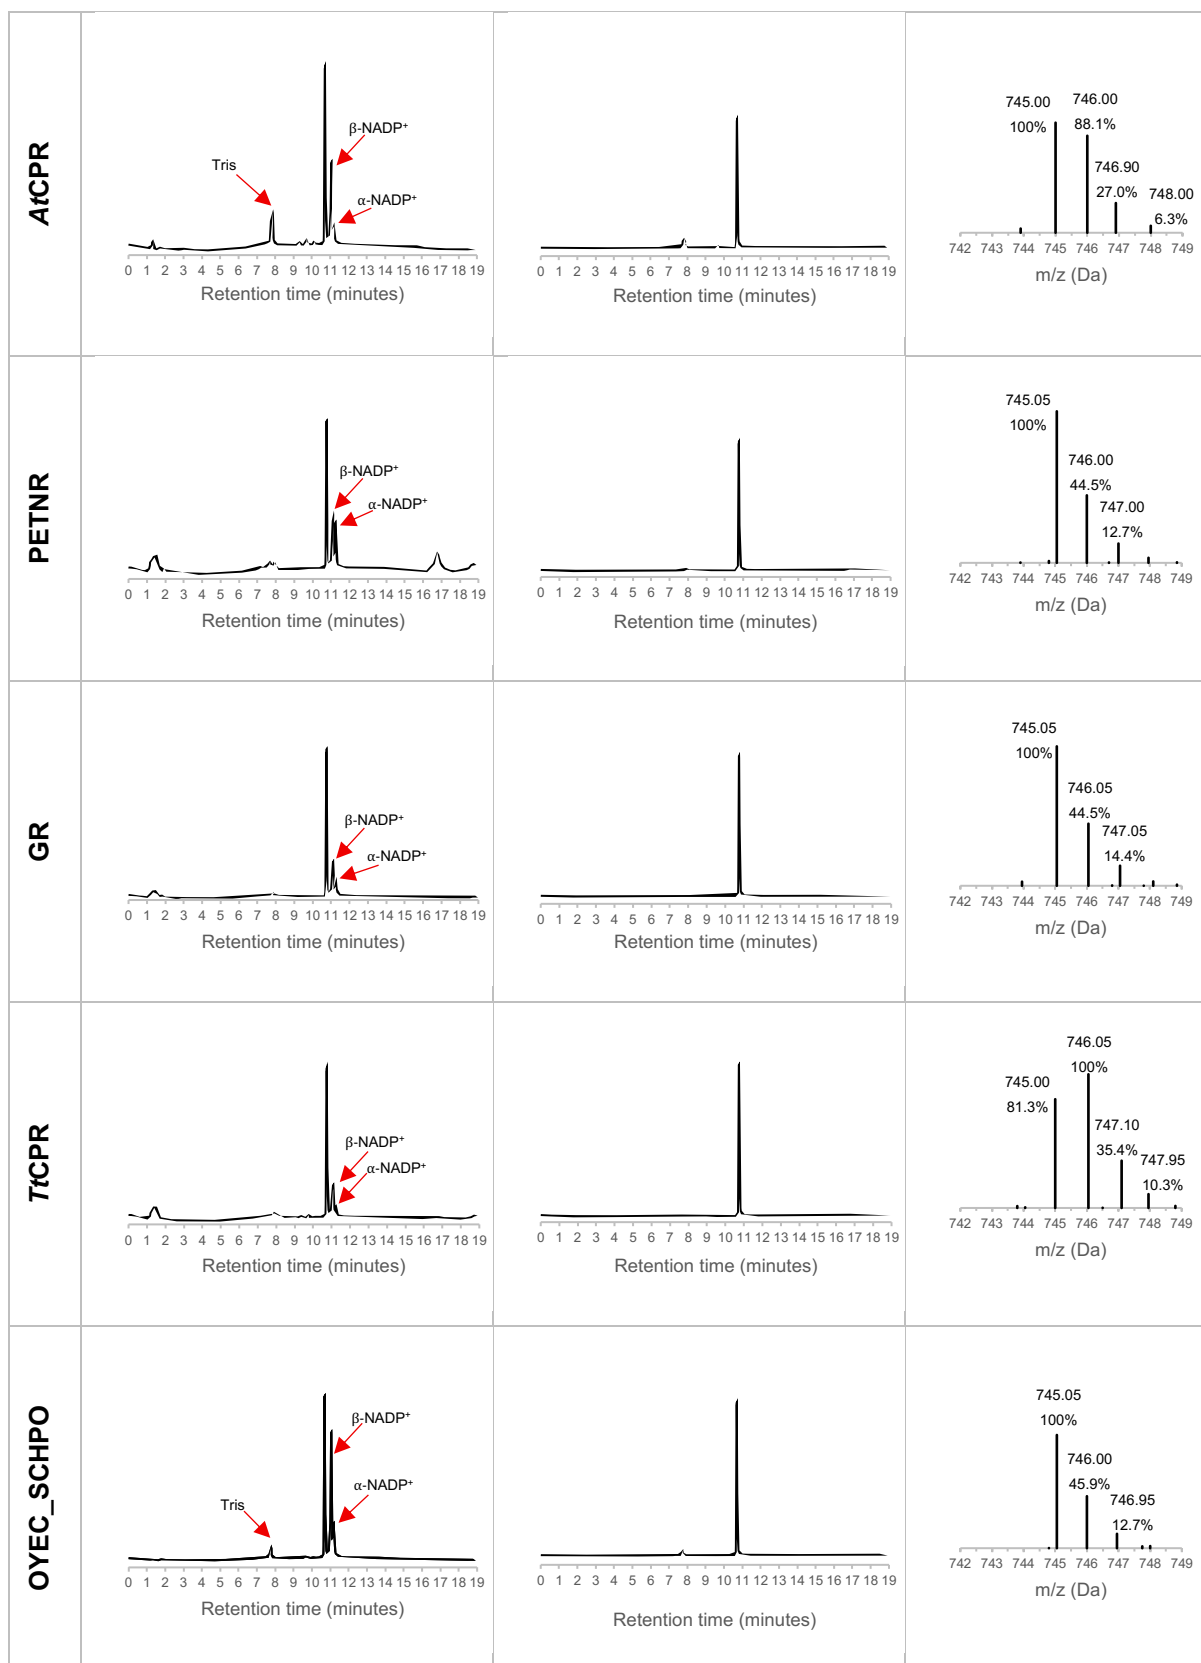 AtCPR
Tris
β-NADP⁺
α-NADP⁺
0 1 2 3 4 5 6 7 8 9 10 11 12 13 14 15 16 17 18 19
Retention time (minutes)
0 1 2 3 4 5 6 7 8 9 10 11 12 13 14 15 16 17 18 19
Retention time (minutes)
745.00
100%
746.00
88.1%
746.90
27.0%
748.00
6.3%
742 743 744 745 746 747 748 749
m/z (Da)
PETNR
β-NADP⁺
α-NADP⁺
0 1 2 3 4 5 6 7 8 9 10 11 12 13 14 15 16 17 18 19
Retention time (minutes)
0 1 2 3 4 5 6 7 8 9 10 11 12 13 14 15 16 17 18 19
Retention time (minutes)
745.05
100%
746.00
44.5%
747.00
12.7%
742 743 744 745 746 747 748 749
m/z (Da)
GR
β-NADP⁺
α-NADP⁺
0 1 2 3 4 5 6 7 8 9 10 11 12 13 14 15 16 17 18 19
Retention time (minutes)
0 1 2 3 4 5 6 7 8 9 10 11 12 13 14 15 16 17 18 19
Retention time (minutes)
745.05
100%
746.05
44.5%
747.05
14.4%
742 743 744 745 746 747 748 749
m/z (Da)
TtCPR
β-NADP⁺
α-NADP⁺
0 1 2 3 4 5 6 7 8 9 10 11 12 13 14 15 16 17 18 19
Retention time (minutes)
0 1 2 3 4 5 6 7 8 9 10 11 12 13 14 15 16 17 18 19
Retention time (minutes)
745.00
81.3%
746.05
100%
747.10
35.4%
747.95
10.3%
742 743 744 745 746 747 748 749
m/z (Da)
OYEC_SCHPO
Tris
β-NADP⁺
α-NADP⁺
0 1 2 3 4 5 6 7 8 9 10 11 12 13 14 15 16 17 18 19
Retention time (minutes)
0 1 2 3 4 5 6 7 8 9 10 11 12 13 14 15 16 17 18 19
Retention time (minutes)
745.05
100%
746.00
45.9%
746.95
12.7%
742 743 744 745 746 747 748 749
m/z (Da)